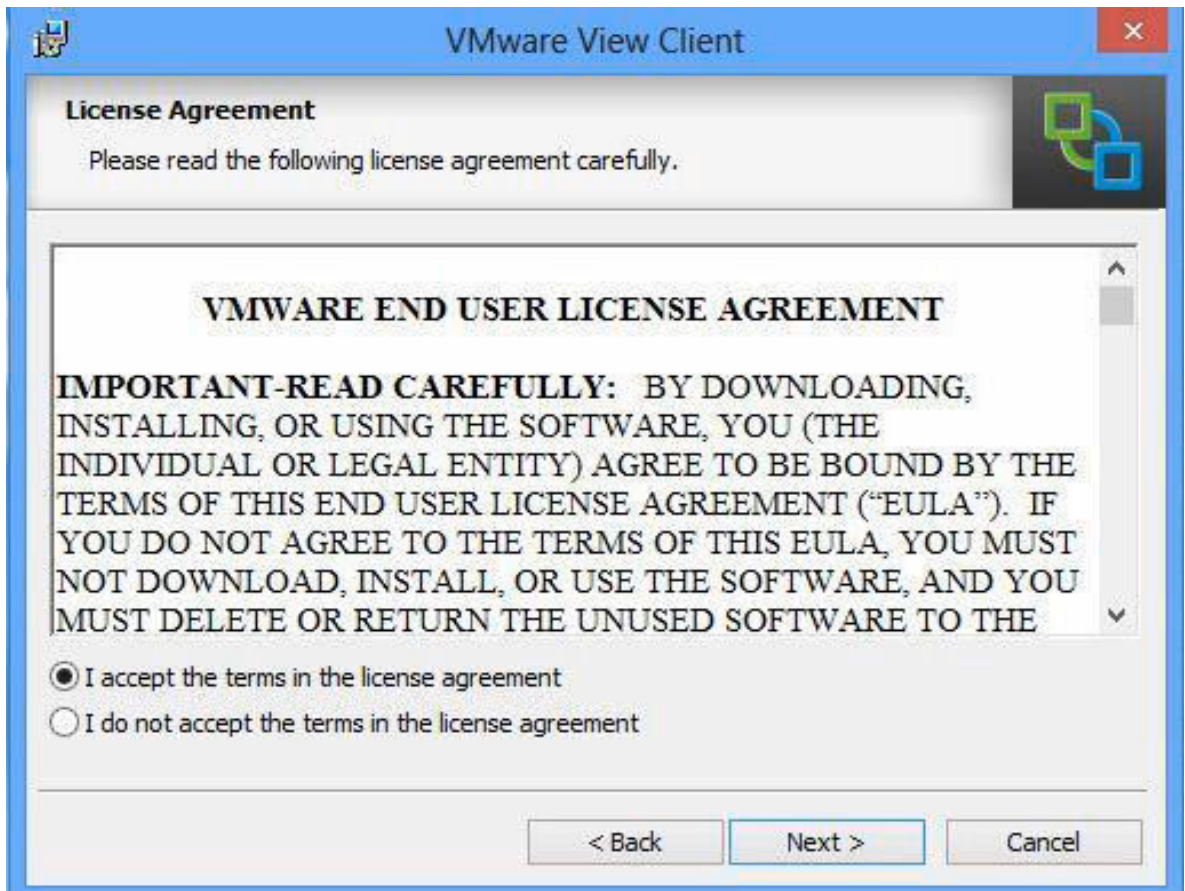 VMware View Client
License Agreement
Please read the following license agreement carefully.
VMWARE END USER LICENSE AGREEMENT
IMPORTANT-READ CAREFULLY:   BY DOWNLOADING,
INSTALLING, OR USING THE SOFTWARE, YOU (THE
INDIVIDUAL OR LEGAL ENTITY) AGREE TO BE BOUND BY THE
TERMS OF THIS END USER LICENSE AGREEMENT (“EULA”).  IF
YOU DO NOT AGREE TO THE TERMS OF THIS EULA, YOU MUST
NOT DOWNLOAD, INSTALL, OR USE THE SOFTWARE, AND YOU
MUST DELETE OR RETURN THE UNUSED SOFTWARE TO THE
I accept the terms in the license agreement
I do not accept the terms in the license agreement
< Back Next > Cancel